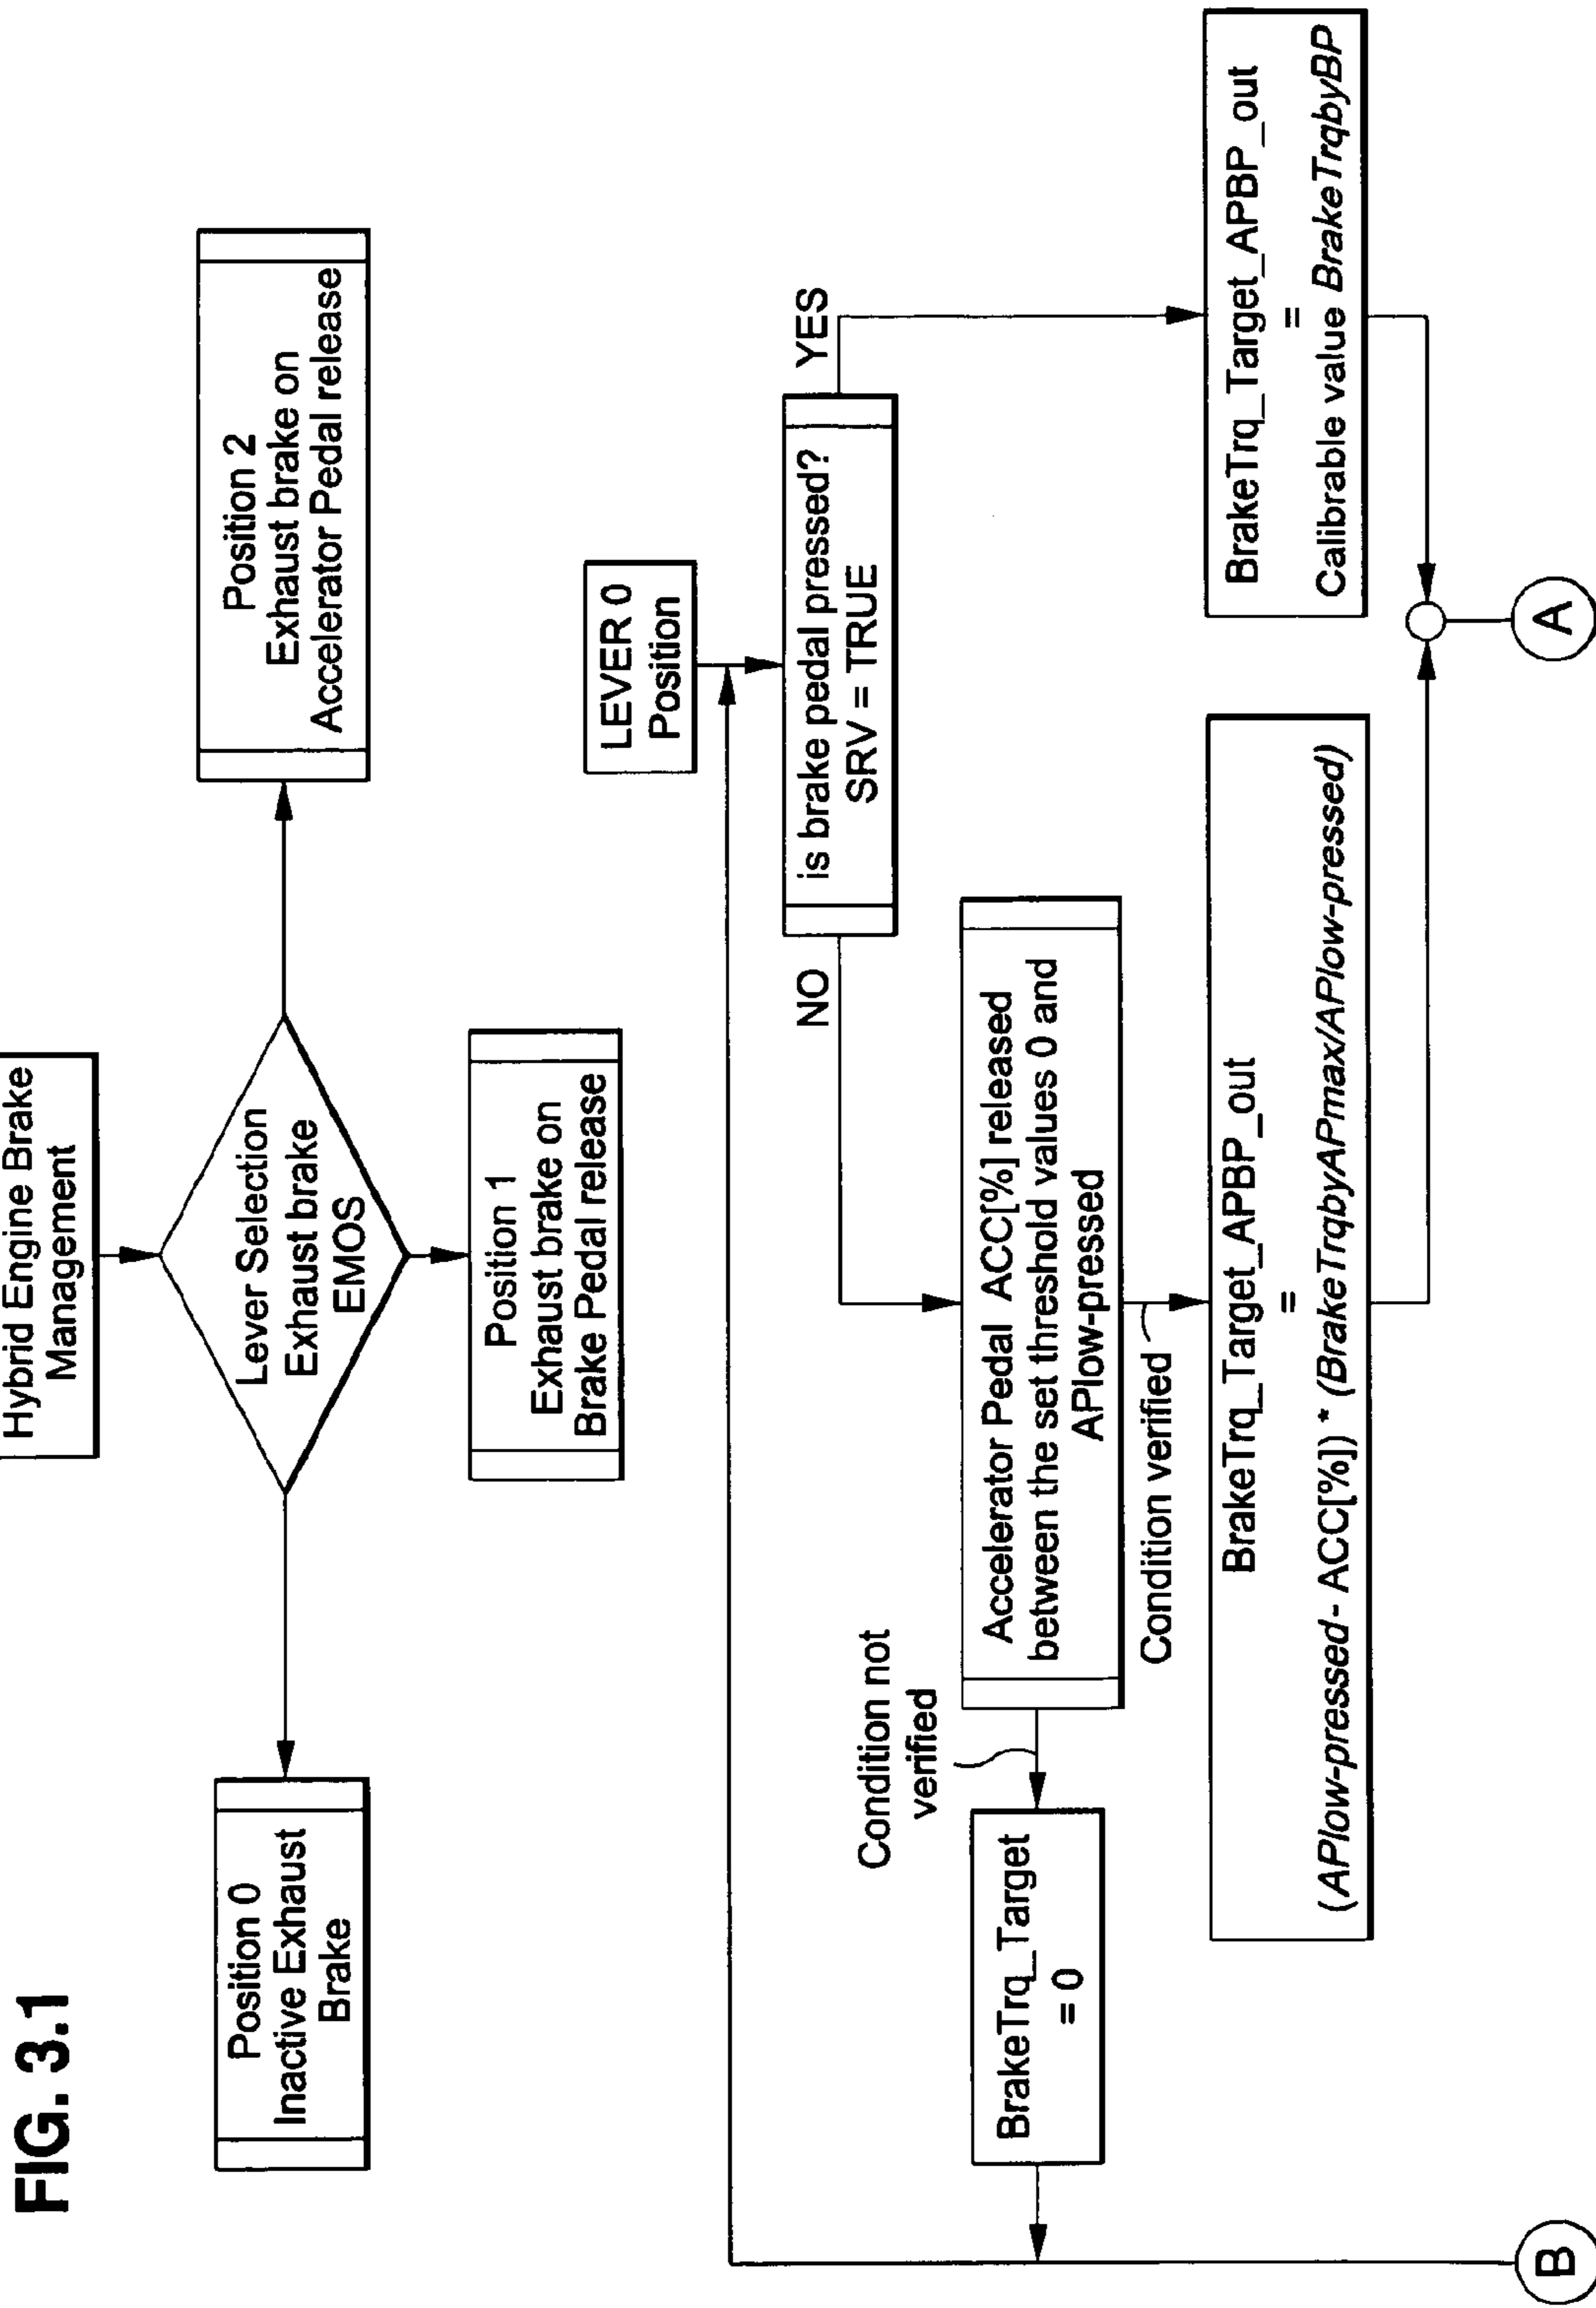 FIG. 3.1
Hybrid Engine Brake
Management
Lever Selection
Exhaust brake
EMOS
Position 0
Inactive Exhaust
Brake
Position 1
Exhaust brake on
Brake Pedal release
Position 2
Exhaust brake on
Accelerator Pedal release
LEVER 0
Position
is brake pedal pressed?
SRV = TRUE
NO
YES
Accelerator Pedal ACC[%] released
between the set threshold values 0 and
APlow-pressed
Condition not
verified
Condition verified
BrakeTrq_Target
= 0
BrakeTrq_Target_APBP_out
=
(APlow-pressed- ACC[%]) * (BrakeTrqbyAPmax/APlow-pressed)
BrakeTrq_Target_APBP_out
=
Calibrable value BrakeTrqbyBP
B
A